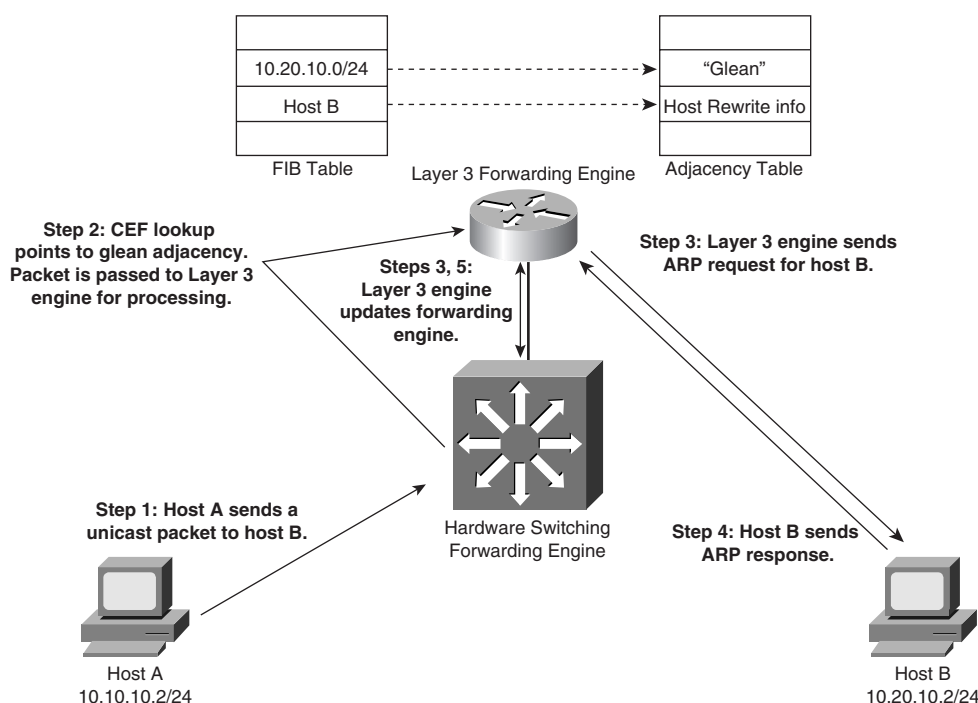 10.20.10.0/24
Host B
FIB Table
“Glean”
Host Rewrite info
Adjacency Table
Layer 3 Forwarding Engine
Step 2: CEF lookup
points to glean adjacency.
Packet is passed to Layer 3
engine for processing.
Steps 3, 5:
Layer 3 engine
updates forwarding
engine.
Step 3: Layer 3 engine sends
ARP request for host B.
Step 1: Host A sends a
unicast packet to host B.
Hardware Switching
Forwarding Engine
Step 4: Host B sends
ARP response.
Host A
10.10.10.2/24
Host B
10.20.10.2/24